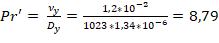 Pr′ = ν_y / D_y = 1,2*10⁻² / 1023*1,34*10⁻⁶ = 8,79